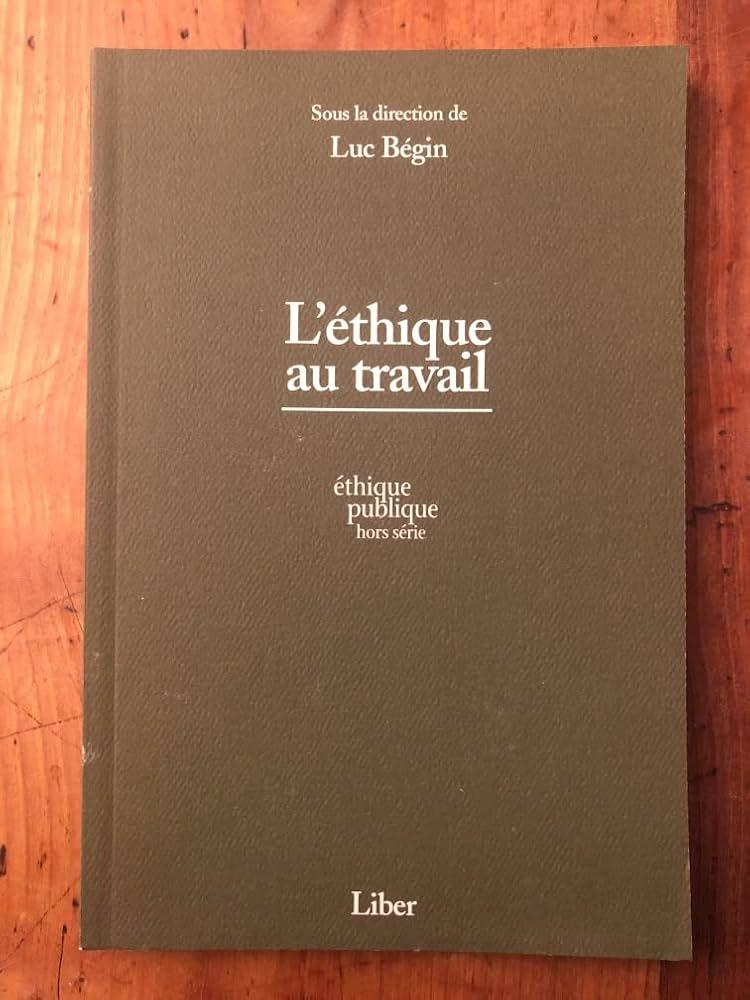 Sous la direction de
Luc Bégin
L'éthique
au travail
éthique
publique
hors série
Liber